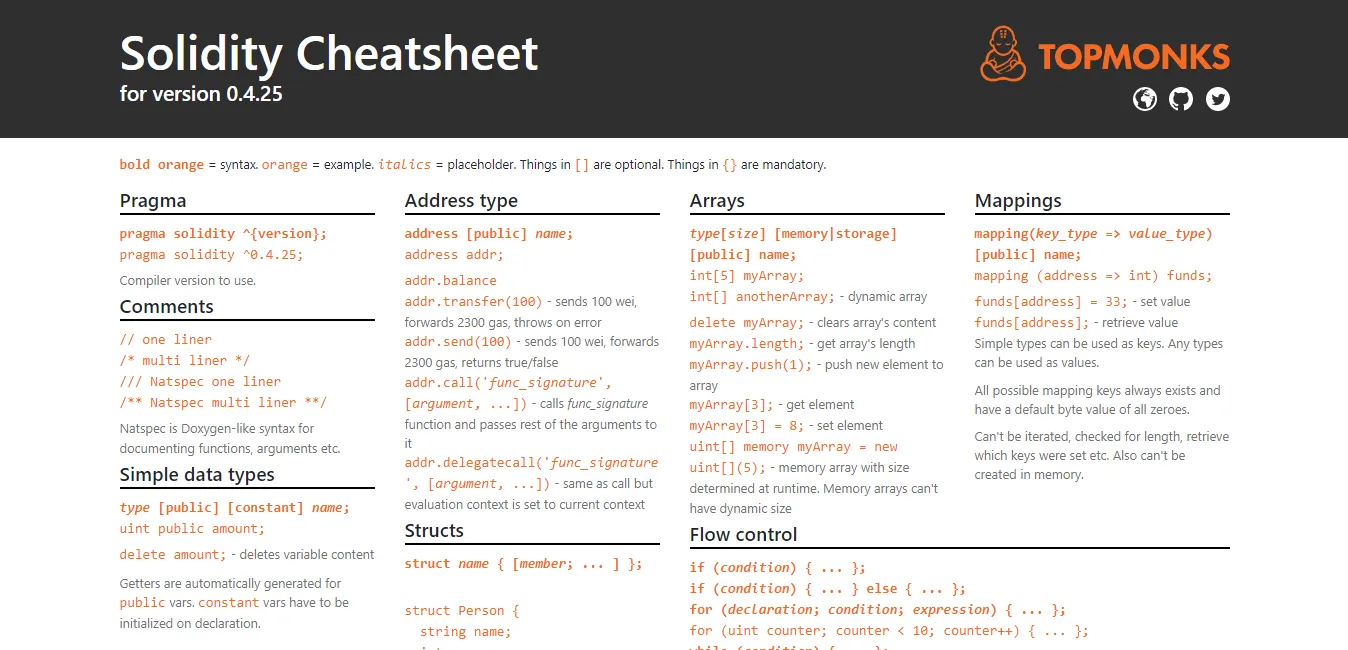 Solidity Cheatsheet
for version 0.4.25
TOPMONKS
bold orange = syntax. orange = example. italics = placeholder. Things in [] are optional. Things in {} are mandatory.
Pragma
pragma solidity ^{version};
pragma solidity ^0.4.25;
Compiler version to use.
Comments
// one liner
/* multi liner */
/// Natspec one liner
/** Natspec multi liner **/
Natspec is Doxygen-like syntax for
documenting functions, arguments etc.
Simple data types
type [public] [constant] name;
uint public amount;
delete amount; - deletes variable content
Getters are automatically generated for
public vars. constant vars have to be
initialized on declaration.
Address type
address [public] name;
address addr;
addr.balance
addr.transfer(100) - sends 100 wei,
forwards 2300 gas, throws on error
addr.send(100) - sends 100 wei, forwards
2300 gas, returns true/false
addr.call('func_signature',
[argument, ...]) - calls func_signature
function and passes rest of the arguments to
it
addr.delegatecall('func_signature
', [argument, ...]) - same as call but
evaluation context is set to current context
Structs
struct name { [member; ... ] };
struct Person {
string name;
Arrays
type[size] [memory|storage]
[public] name;
int[5] myArray;
int[] anotherArray; - dynamic array
delete myArray; - clears array's content
myArray.length; - get array's length
myArray.push(1); - push new element to
array
myArray[3]; - get element
myArray[3] = 8; - set element
uint[] memory myArray = new
uint[](5); - memory array with size
determined at runtime. Memory arrays can't
have dynamic size
Mappings
mapping(key_type => value_type)
[public] name;
mapping (address => int) funds;
funds[address] = 33; - set value
funds[address]; - retrieve value
Simple types can be used as keys. Any types
can be used as values.
All possible mapping keys always exists and
have a default byte value of all zeroes.
Can't be iterated, checked for length, retrieve
which keys were set etc. Also can't be
created in memory.
Flow control
if (condition) { ... };
if (condition) { ... } else { ... };
for (declaration; condition; expression) { ... };
for (uint counter; counter < 10; counter++) { ... };